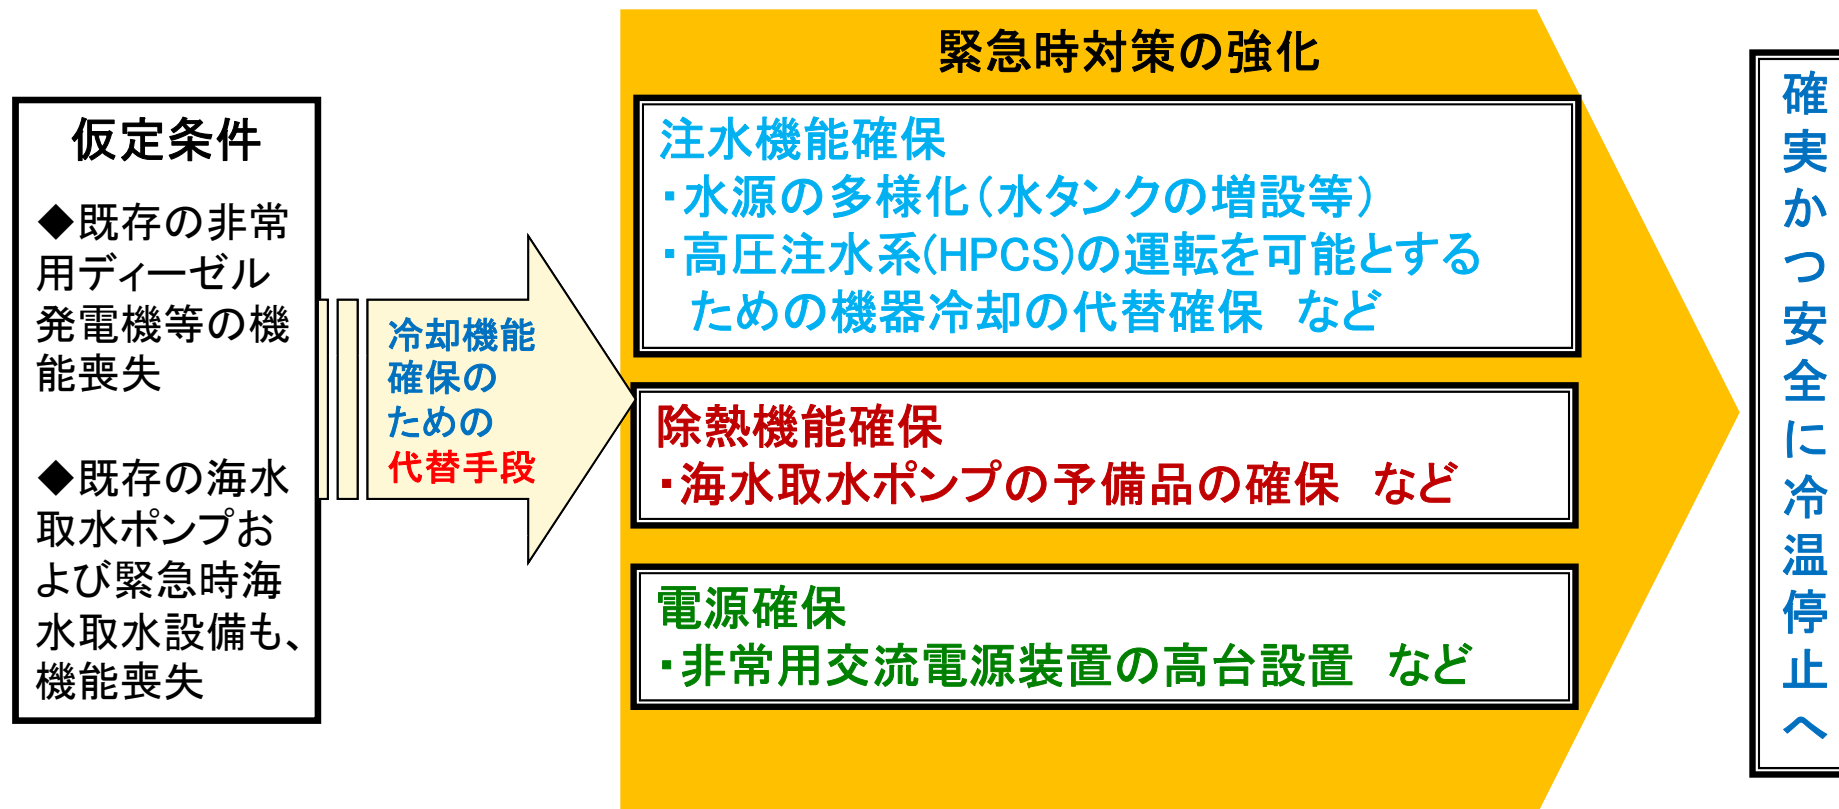 仮定条件
◆既存の非常
用ディーゼル
発電機等の機
能喪失
◆既存の海水
取水ポンプお
よび緊急時海
水取水設備も、
機能喪失
冷却機能
確保の
ための
代替手段
緊急時対策の強化
注水機能確保
・水源の多様化（水タンクの増設等）
・高圧注水系(HPCS)の運転を可能とする
ための機器冷却の代替確保　など
除熱機能確保
・海水取水ポンプの予備品の確保　など
電源確保
・非常用交流電源装置の高台設置　など
確実かつ安全に冷温停止へ